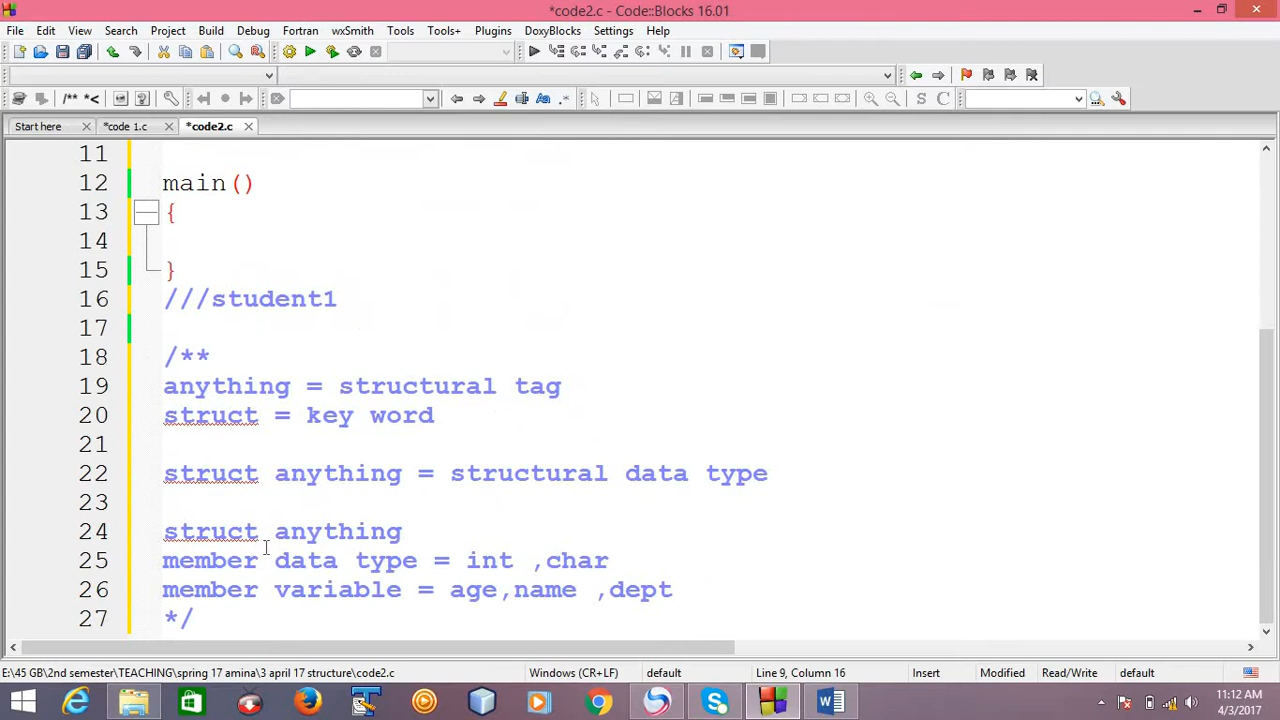 *code2.c - Code::Blocks 16.01
File Edit View Search Project Build Debug Fortran wxSmith Tools Tools+ Plugins DoxyBlocks Settings Help
/** *< S C
Start here *code 1.c *code2.c
11
12 main()
13 {
14
15 }
16 ///student1
17
18 /**
19 anything = structural tag
20 struct = key word
21
22 struct anything = structural data type
23
24 struct anything
25 member data type = int ,char
26 member variable = age,name ,dept
27 */
E:\45 GB\2nd semester\TEACHING\spring 17 amina\3 april 17 structure\code2.c Windows (CR+LF) default Line 9, Column 16 Insert Modified Read/Write default
11:12 AM
4/3/2017